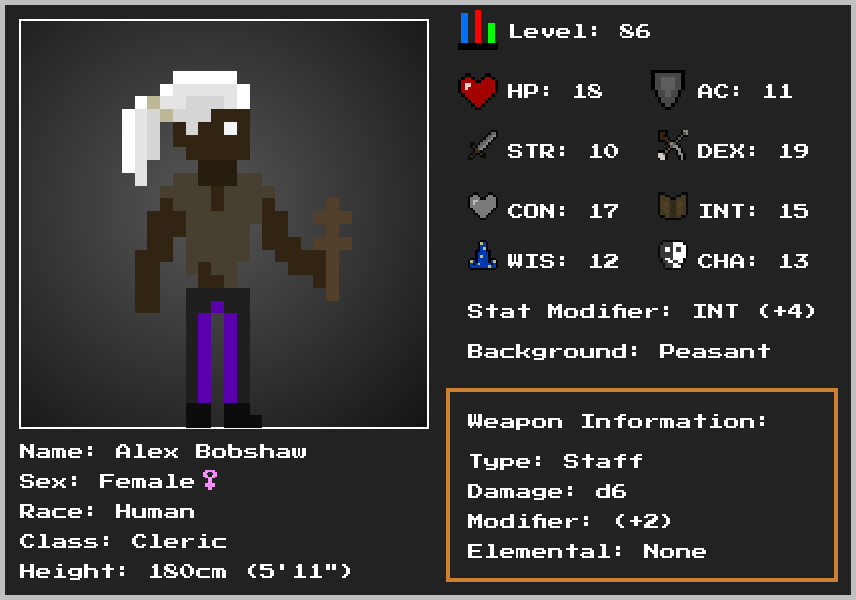 Level: 86
HP: 18
AC: 11
STR: 10
DEX: 19
CON: 17
INT: 15
WIS: 12
CHA: 13
Stat Modifier: INT (+4)
Background: Peasant
Weapon Information:
Type: Staff
Damage: d6
Modifier: (+2)
Elemental: None
Name: Alex Bobshaw
Sex: Female♀
Race: Human
Class: Cleric
Height: 180cm (5'11")